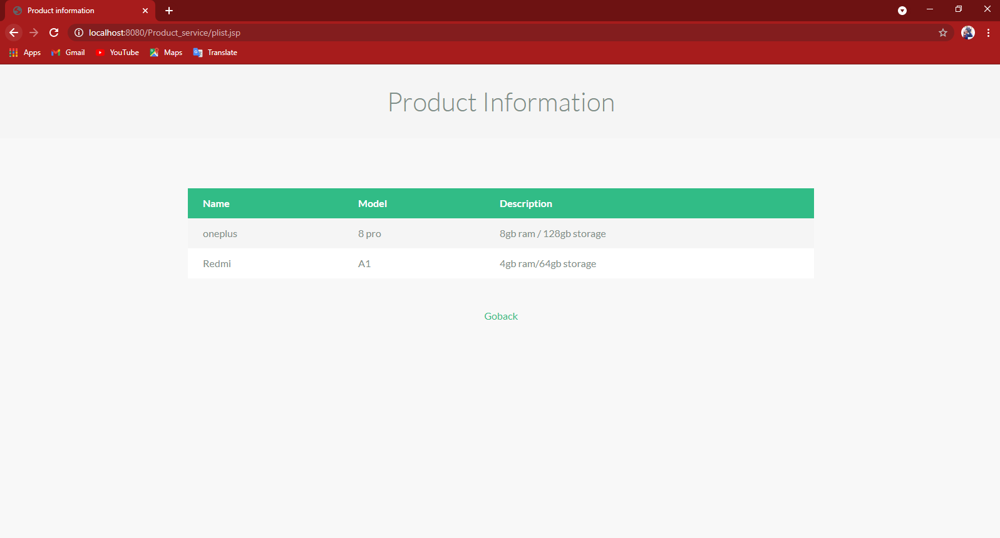 Product information
localhost:8080/Product_service/plist.jsp
Apps Gmail YouTube Maps Translate
Product Information
Name Model Description
oneplus 8 pro 8gb ram / 128gb storage
Redmi A1 4gb ram/64gb storage
Goback